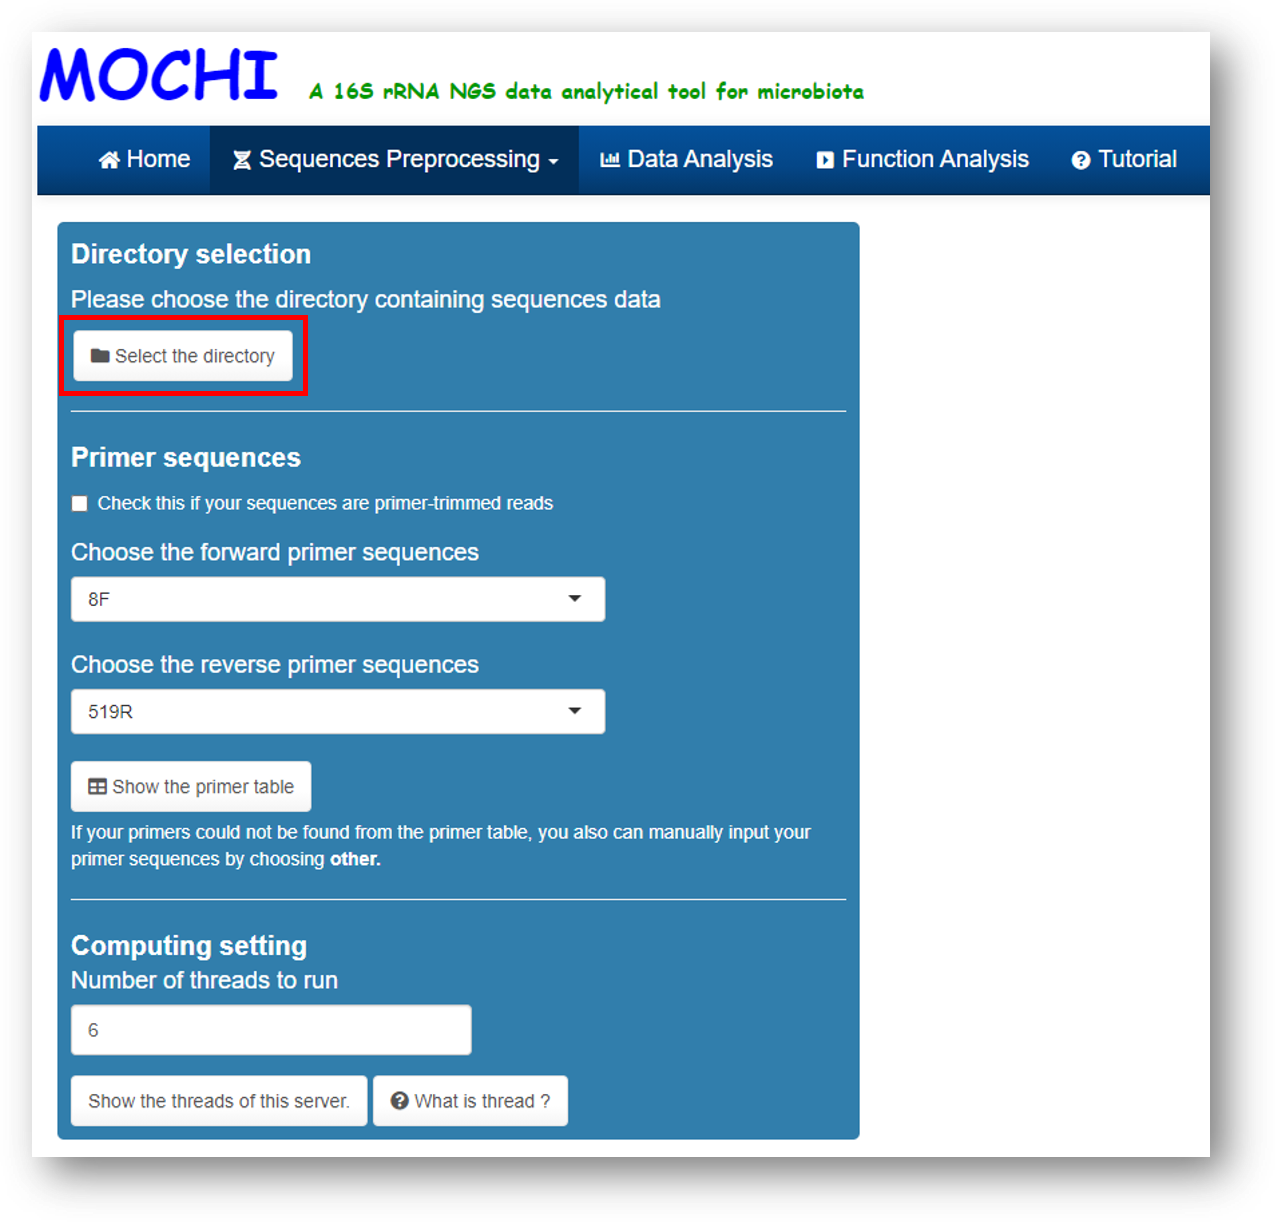 MOCHI A 16S rRNA NGS data analytical tool for microbiota
Home Sequences Preprocessing Data Analysis Function Analysis Tutorial
Directory selection
Please choose the directory containing sequences data
Select the directory
Primer sequences
Check this if your sequences are primer-trimmed reads
Choose the forward primer sequences
8F
Choose the reverse primer sequences
519R
Show the primer table
If your primers could not be found from the primer table, you also can manually input your
primer sequences by choosing other.
Computing setting
Number of threads to run
6
Show the threads of this server. What is thread ?